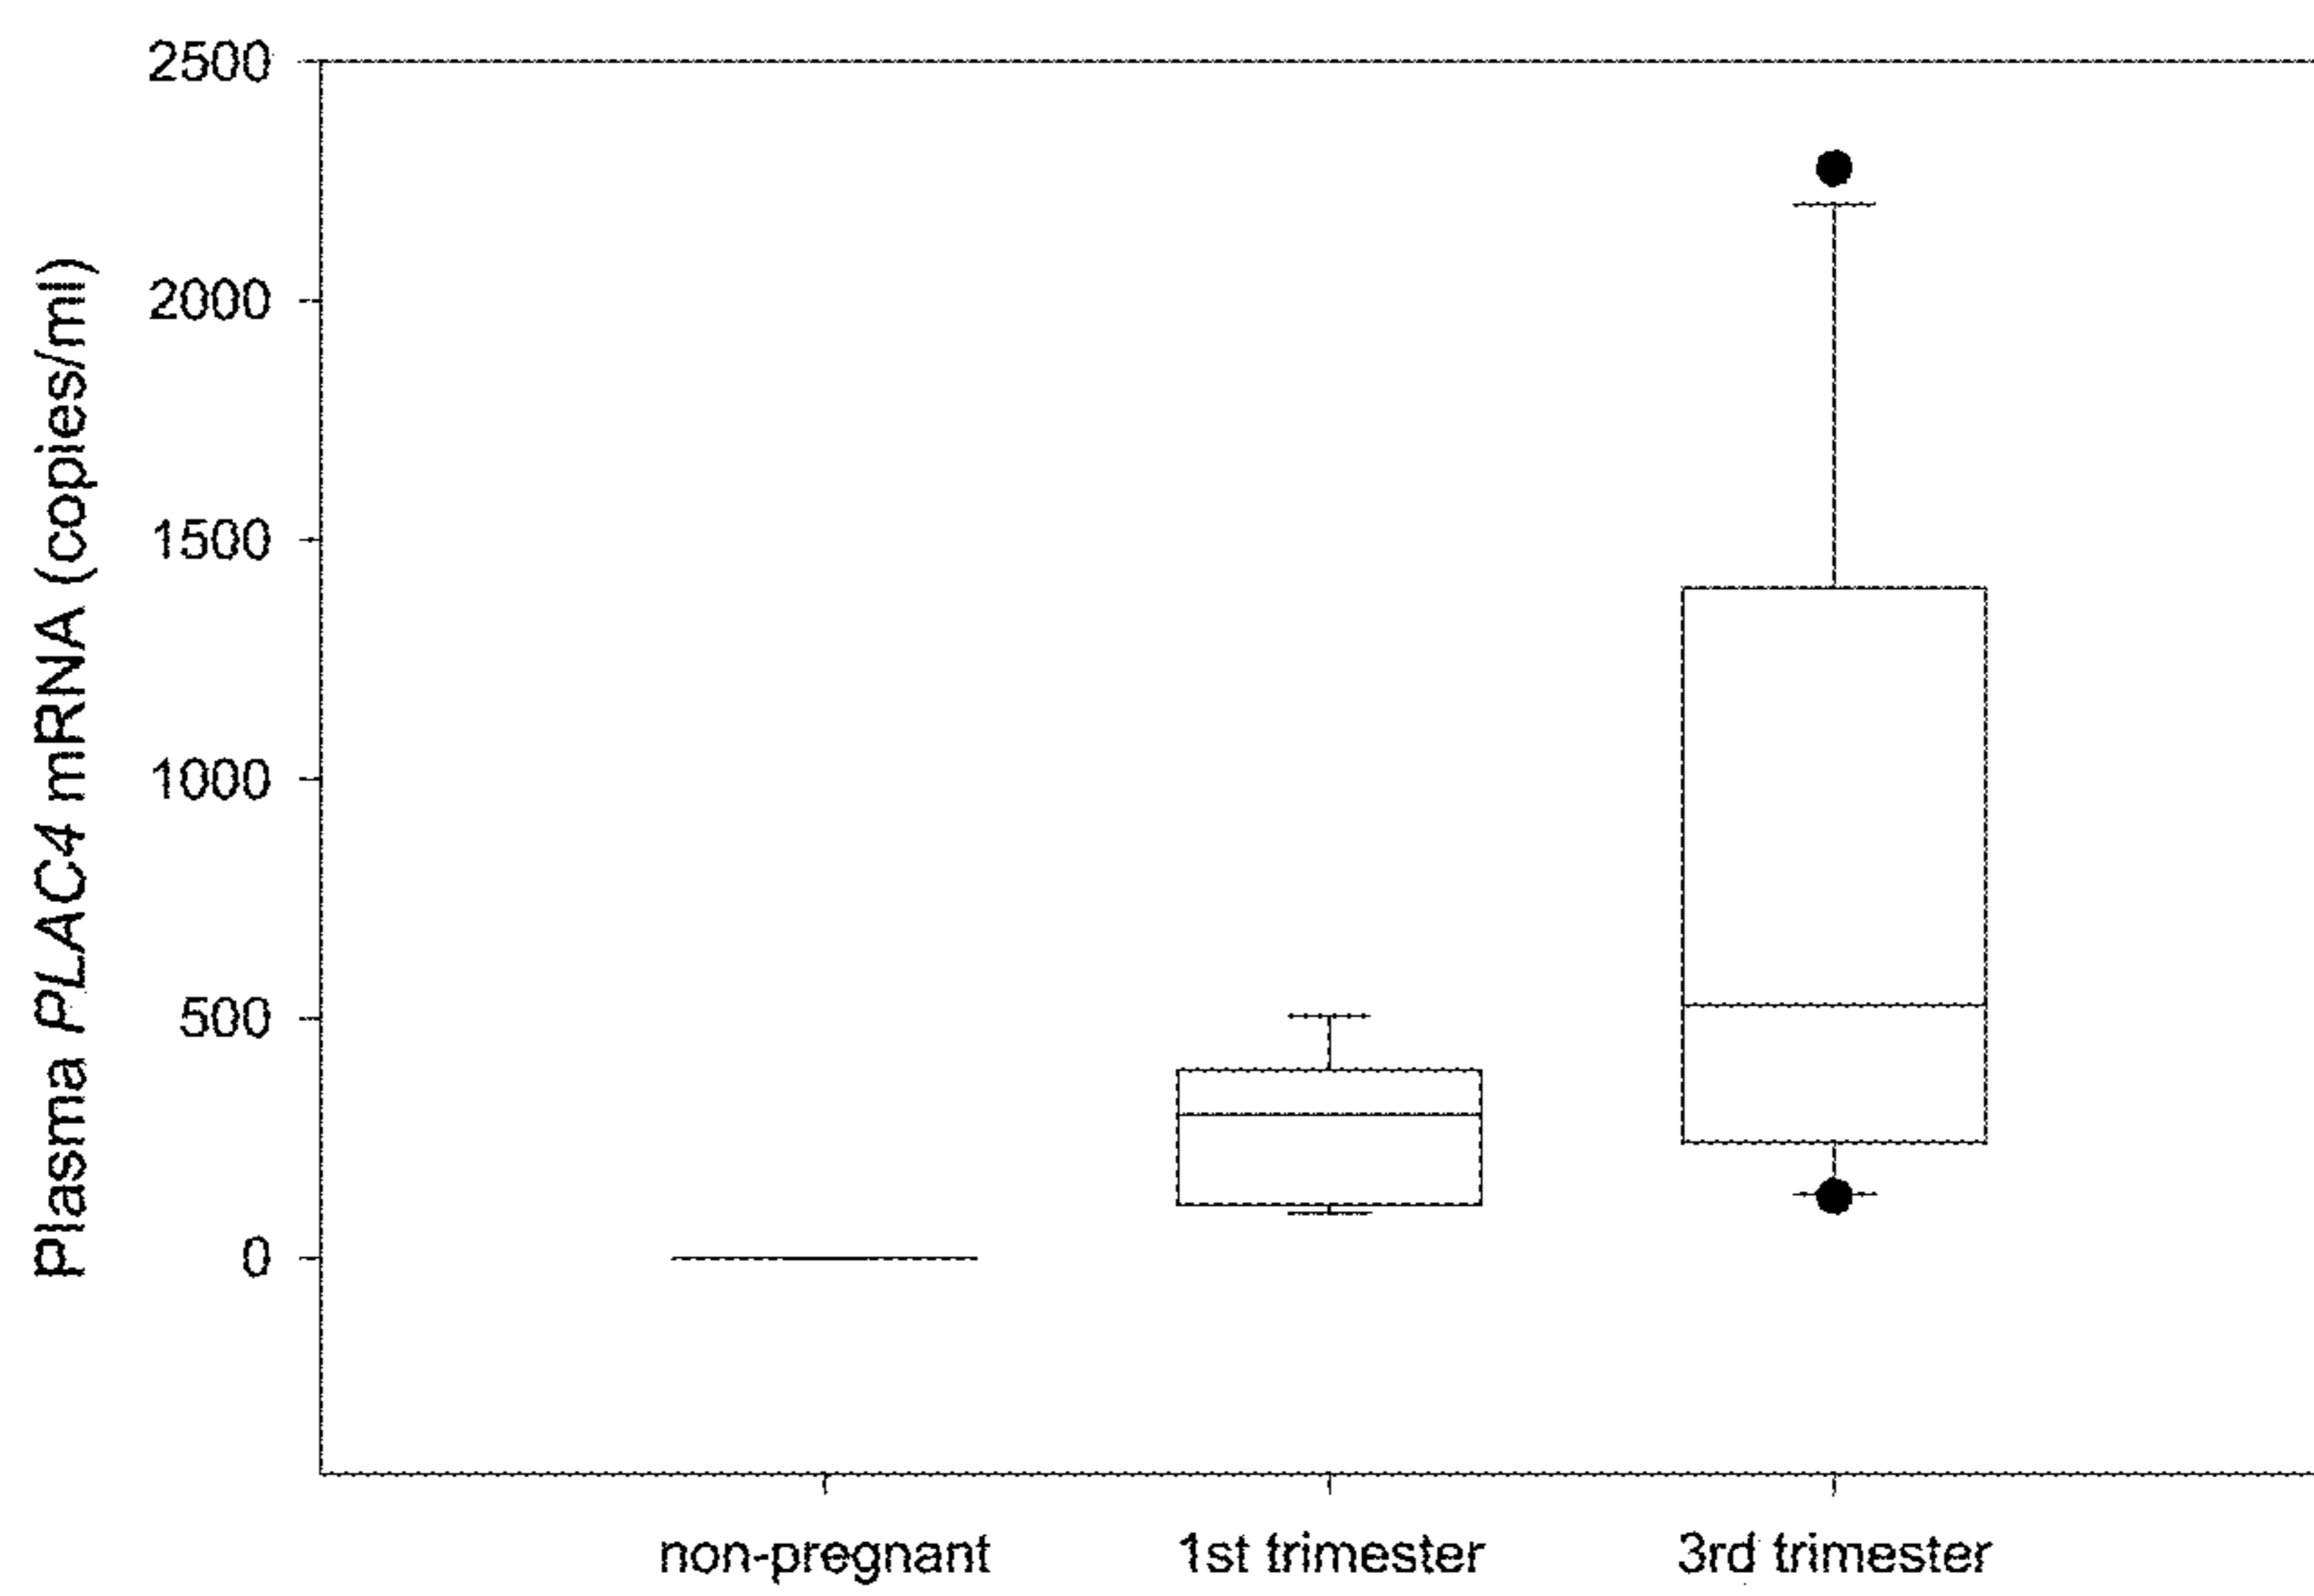 Plasma PLAC4 mRNA (copies/ml)
2500
2000
1500
1000
500
0
non-pregnant
1st trimester
3rd trimester